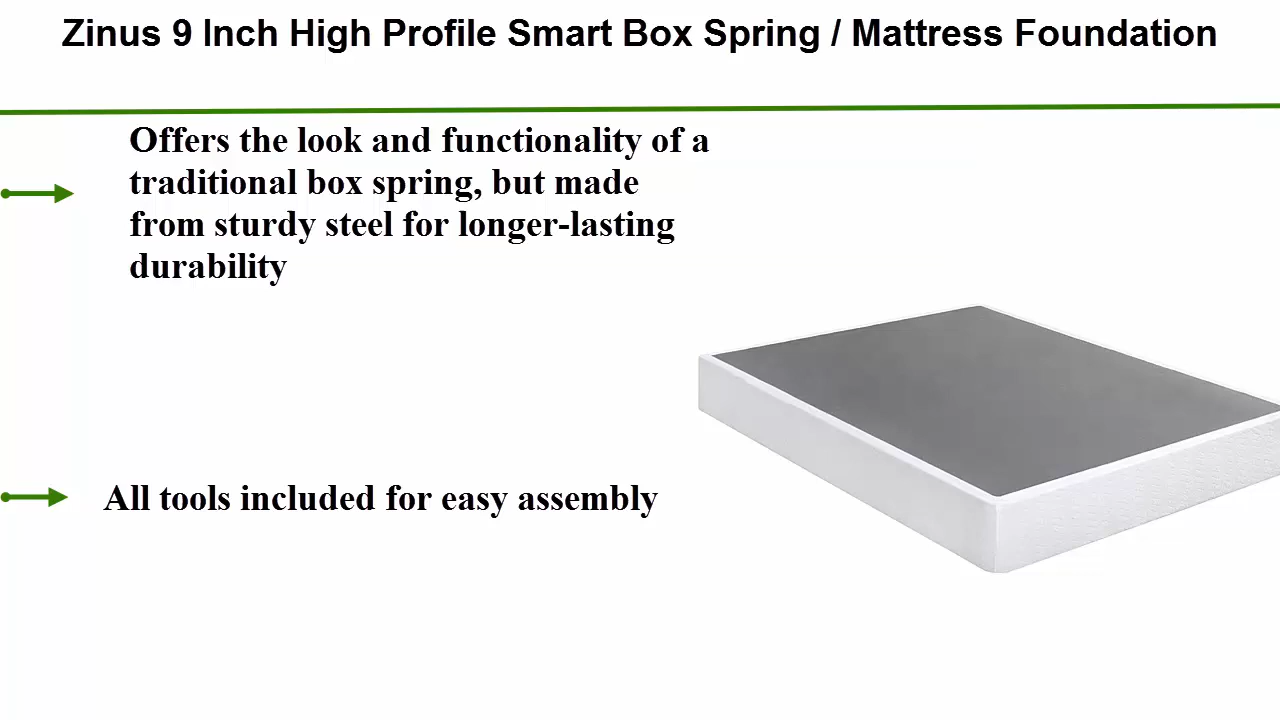 Zinus 9 Inch High Profile Smart Box Spring / Mattress Foundation
Offers the look and functionality of a
traditional box spring, but made
from sturdy steel for longer-lasting
durability
All tools included for easy assembly